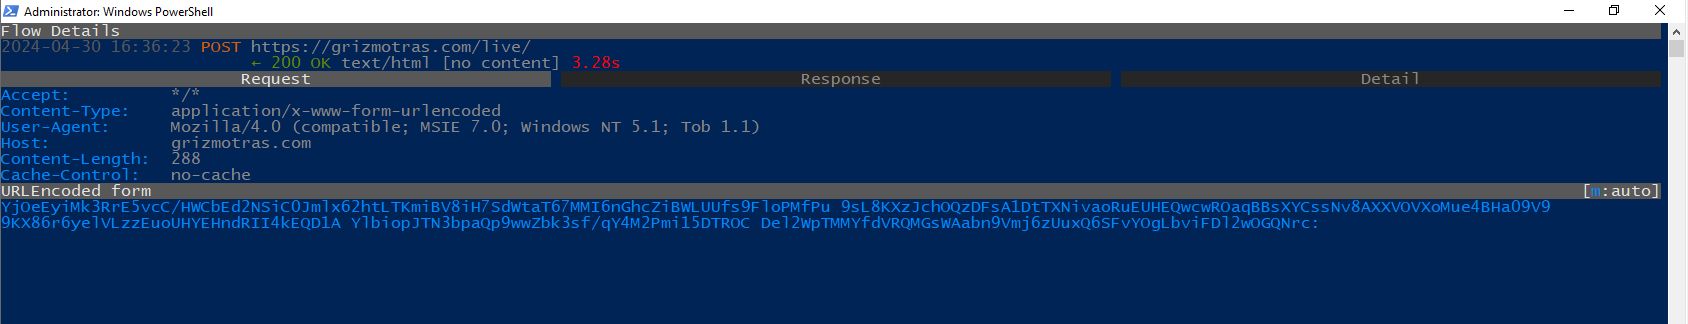 Administrator: Windows PowerShell
Flow Details
2024-04-30 16:36:23 POST https://grizmotras.com/live/
← 200 OK text/html [no content] 3.28s
Request Response Detail
Accept: */*
Content-Type: application/x-www-form-urlencoded
User-Agent: Mozilla/4.0 (compatible; MSIE 7.0; Windows NT 5.1; Tob 1.1)
Host: grizmotras.com
Content-Length: 288
Cache-Control: no-cache
URLEncoded form [m:auto]
YjOeEyiMk3RrE5vcC/HWCbEd2NSiC0Jmlx62htLTKmiBV8iH7SdWtaT67MMI6nGhcZiBWLUUfs9FloPMfPu 9sL8KXzJchOQzDFsA1DtTXNivaoRuEUHEQwcwROaqBBsXYCssNv8AXXVOVXoMue4BHaO9V9
9KX86r6yelVLzzEuoUHYEHndRII4kEQD1A YlbiopJTN3bpaQp9wwZbk3sf/qY4M2Pmi15DTROC Del2WpTMMYfdVRQMGsWAabn9Vmj6zUuxQ6SFvYOgLbviFDl2wOGQNrc: